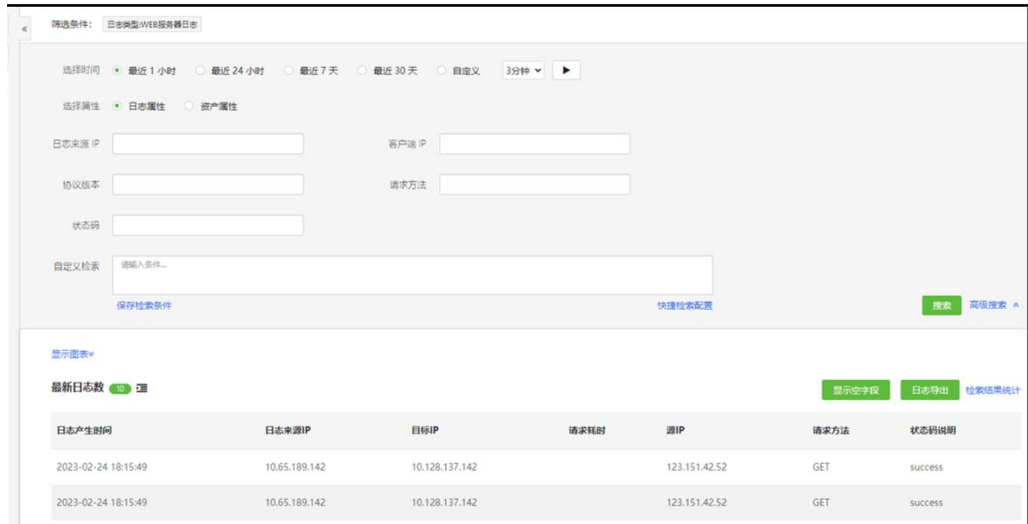 筛选条件： 日志类型:WEB服务器日志
选择时间 最近 1 小时 最近 24 小时 最近 7 天 最近 30 天 自定义 3分钟
选择属性 日志属性 资产属性
日志来源 IP 客户端 IP
协议版本 请求方法
状态码
自定义检索 请输入条件...
保存检索条件 快捷检索配置 搜索 高级搜索
显示图表
最新日志数 10 显示空字段 日志导出 检索结果统计
日志产生时间 日志来源IP 目标IP 请求耗时 源IP 请求方法 状态码说明
2023-02-24 18:15:49 10.65.189.142 10.128.137.142 123.151.42.52 GET success
2023-02-24 18:15:49 10.65.189.142 10.128.137.142 123.151.42.52 GET success